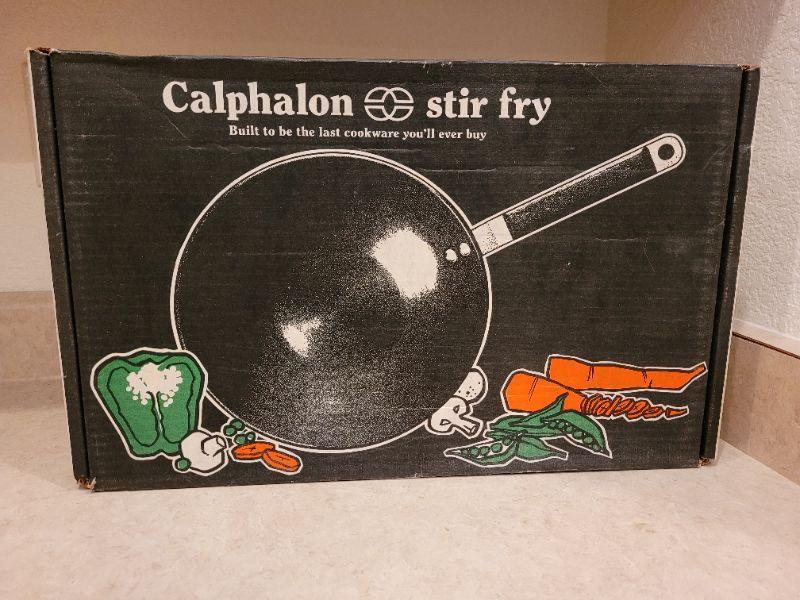 Calphalon stir fry
Built to be the last cookware you'll ever buy